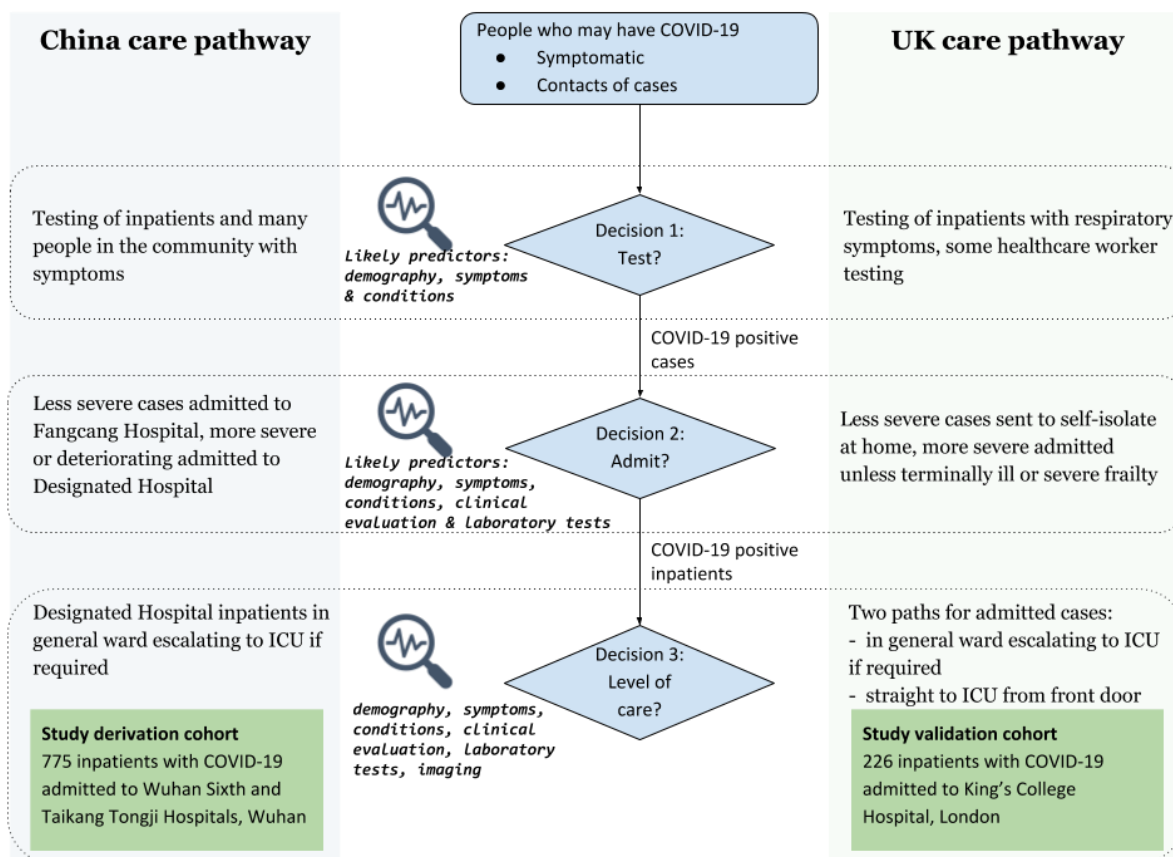 China care pathway
People who may have COVID-19
● Symptomatic
● Contacts of cases
UK care pathway
Testing of inpatients and many
people in the community with
symptoms
Likely predictors:
demography, symptoms
& conditions
Decision 1:
Test?
Testing of inpatients with respiratory
symptoms, some healthcare worker
testing
COVID-19 positive
cases
Less severe cases admitted to
Fangcang Hospital, more severe
or deteriorating admitted to
Designated Hospital
Likely predictors:
demography, symptoms,
conditions, clinical
evaluation & laboratory tests
Decision 2:
Admit?
Less severe cases sent to self-isolate
at home, more severe admitted
unless terminally ill or severe frailty
COVID-19 positive
inpatients
Designated Hospital inpatients in
general ward escalating to ICU if
required
demography, symptoms,
conditions, clinical
evaluation, Laboratory
tests, imaging
Decision 3:
Level of
care?
Two paths for admitted cases:
- in general ward escalating to ICU
if required
- straight to ICU from front door
Study derivation cohort
775 inpatients with COVID-19
admitted to Wuhan Sixth and
Taikang Tongji Hospitals, Wuhan
Study validation cohort
226 inpatients with COVID-19
admitted to King's College
Hospital, London